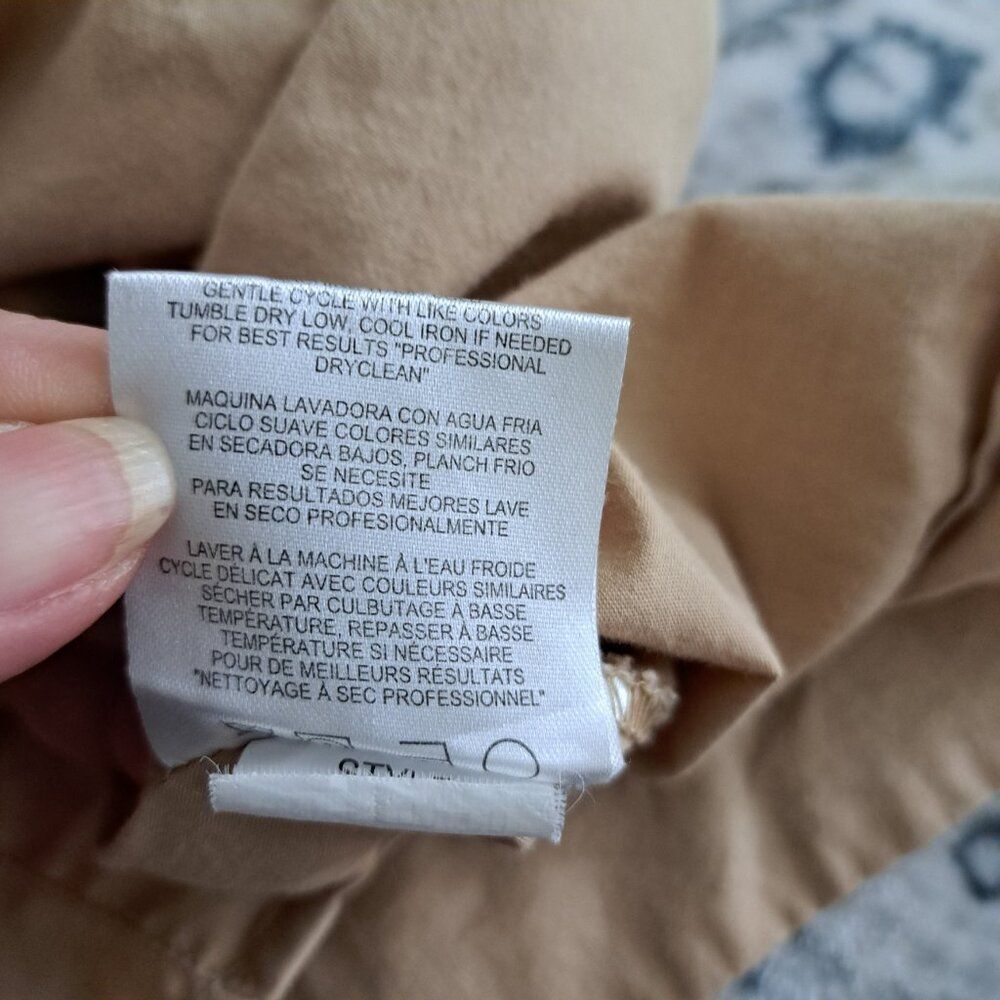 GENTLE CYCLE WITH LIKE COLORS
TUMBLE DRY LOW, COOL IRON IF NEEDED
FOR BEST RESULTS "PROFESSIONAL
DRYCLEAN"
MAQUINA LAVADORA CON AGUA FRIA
CICLO SUAVE COLORES SIMILARES
EN SECADORA BAJOS, PLANCH FRIO
SE NECESITE
PARA RESULTADOS MEJORES LAVE
EN SECO PROFESIONALMENTE
LAVER À LA MACHINE À L'EAU FROIDE
CYCLE DÉLICAT AVEC COULEURS SIMILAIRES
SÉCHER PAR CULBUTAGE À BASSE
TEMPÉRATURE, REPASSER À BASSE
TEMPÉRATURE SI NÉCESSAIRE
POUR DE MEILLEURS RÉSULTATS
"NETTOYAGE À SEC PROFESSIONNEL"